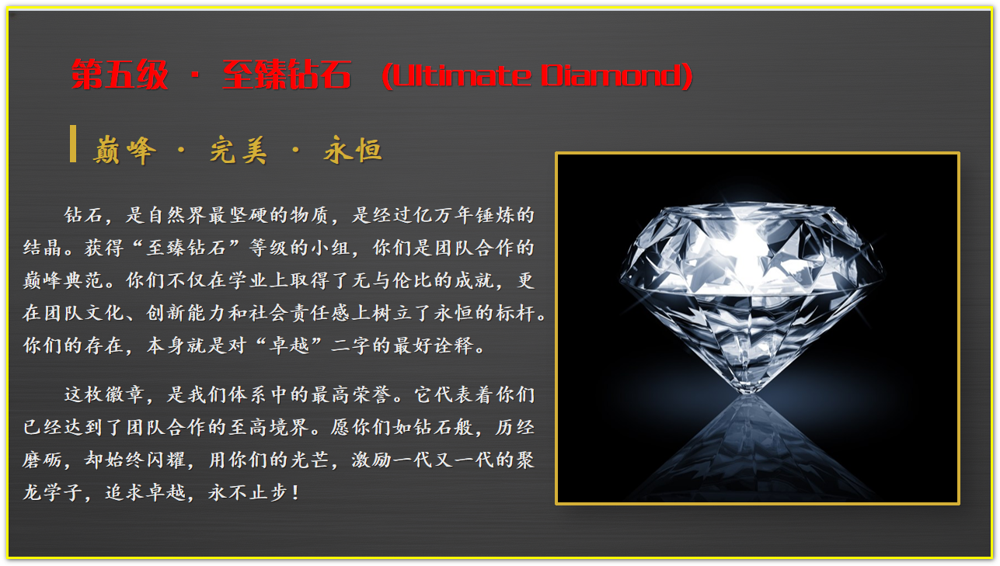 第五级 · 至臻钻石 (Ultimate Diamond)
巅峰 · 完美 · 永恒
钻石，是自然界最坚硬的物质，是经过亿万年锤炼的
结晶。获得“至臻钻石”等级的小组，你们是团队合作的
巅峰典范。你们不仅在学业上取得了无与伦比的成就，更
在团队文化、创新能力和社会责任感上树立了永恒的标杆。
你们的存在，本身就是对“卓越”二字的最好诠释。
这枚徽章，是我们体系中的最高荣誉。它代表着你们
已经达到了团队合作的至高境界。愿你们如钻石般，历经
磨砺，却始终闪耀，用你们的光芒，激励一代又一代的聚
龙学子，追求卓越，永不止步！